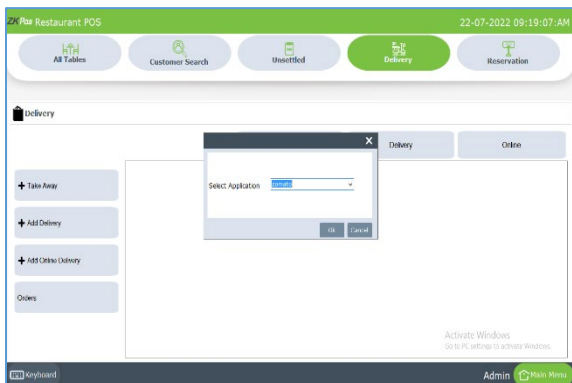 ZKPos Restaurant POS
22-07-2022 09:19:07:AM
All Tables
Customer Search
Unsettled
Delivery
Reservation
Delivery
X
Delivery
Online
Select Application
zomato
+ Take Away
Ok
Cancel
+ Add Delivery
+ Add Online Delivery
Orders
Activate Windows
Go to PC settings to activate Windows.
Keyboard
Admin
Main Menu